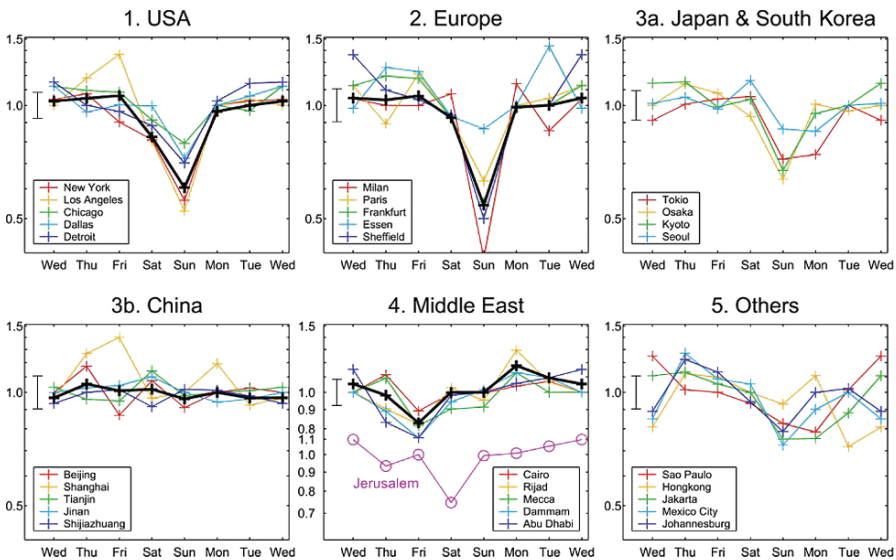 1. USA
1.5
1.0
0.5
New York
Los Angeles
Chicago
Dallas
Detroit
Wed Thu Fri Sat Sun Mon Tue Wed
2. Europe
1.5
1.0
0.5
Milan
Paris
Frankfurt
Essen
Sheffield
Wed Thu Fri Sat Sun Mon Tue Wed
3a. Japan & South Korea
1.5
1.0
0.5
Tokio
Osaka
Kyoto
Seoul
Wed Thu Fri Sat Sun Mon Tue Wed
3b. China
1.5
1.0
0.5
Beijing
Shanghai
Tianjin
Jinan
Shijiazhuang
Wed Thu Fri Sat Sun Mon Tue Wed
4. Middle East
1.5
1.0
0.9
0.8
1.1
1.0
0.9
0.8
0.7
Jerusalem
Cairo
Rijad
Mecca
Dammam
Abu Dhabi
Wed Thu Fri Sat Sun Mon Tue Wed
5. Others
1.5
1.0
0.5
Sao Paulo
Hongkong
Jakarta
Mexico City
Johannesburg
Wed Thu Fri Sat Sun Mon Tue Wed